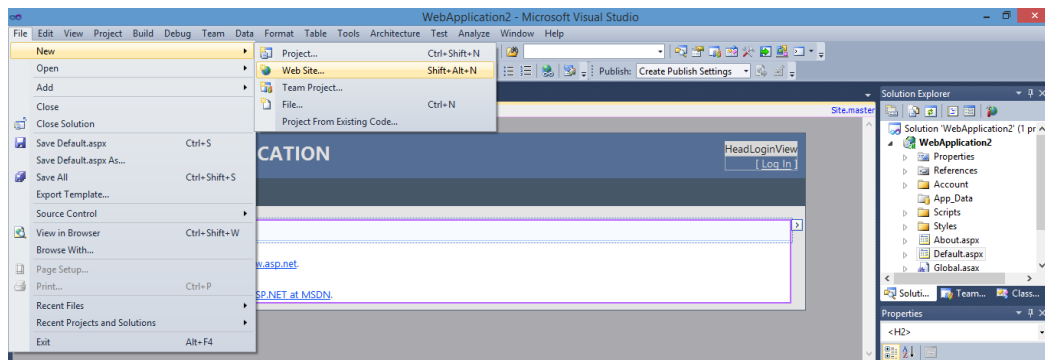 WebApplication2 - Microsoft Visual Studio
File Edit View Project Build Debug Team Data Format Table Tools Architecture Test Analyze Window Help
New
Open
Add
Close
Close Solution
Save Default.aspx Ctrl+S
Save Default.aspx As...
Save All Ctrl+Shift+S
Export Template...
Source Control
View in Browser Ctrl+Shift+W
Browse With...
Page Setup...
Print... Ctrl+P
Recent Files
Recent Projects and Solutions
Exit Alt+F4
Project... Ctrl+Shift+N
Web Site... Shift+Alt+N
Team Project...
File... Ctrl+N
Project From Existing Code...
Publish: Create Publish Settings
Site.master
CATION
HeadLoginView
[ Log In ]
w.asp.net.
SP.NET at MSDN.
Solution Explorer
Solution 'WebApplication2' (1 pr
WebApplication2
Properties
References
Account
App_Data
Scripts
Styles
About.aspx
Default.aspx
Global.asax
Soluti... Team... Class...
Properties
<H2>